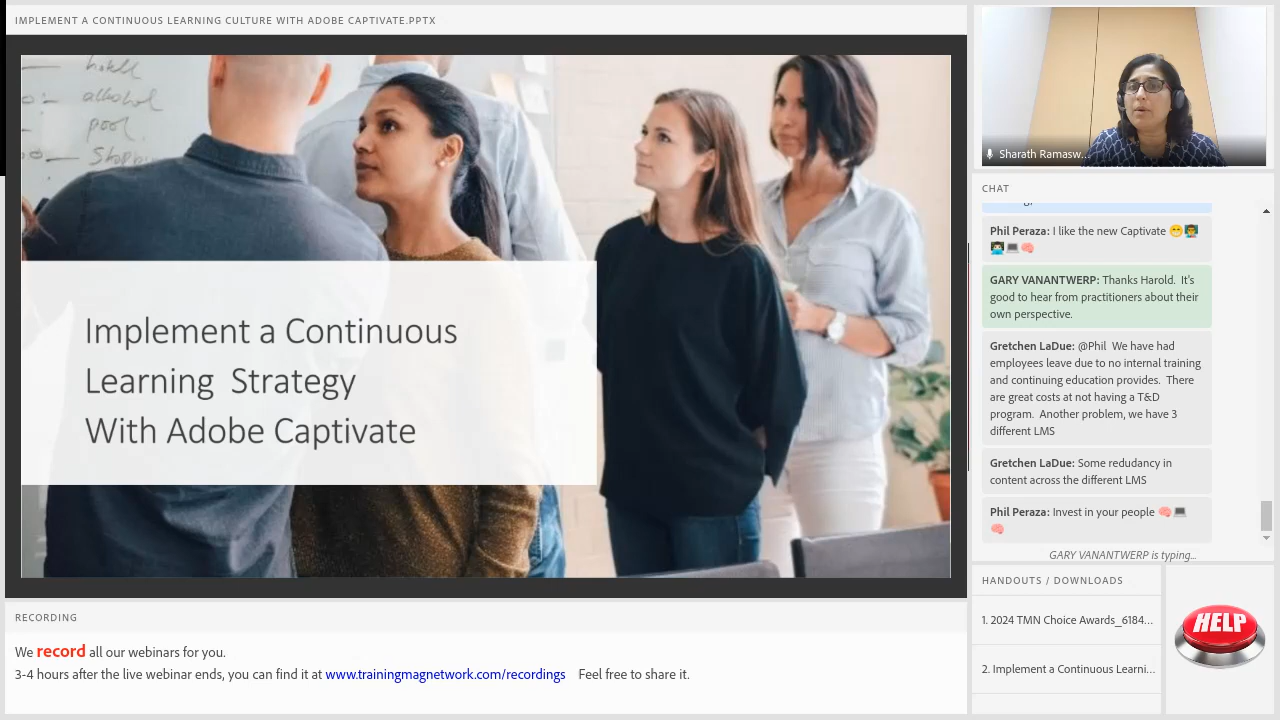 IMPLEMENT A CONTINUOUS LEARNING CULTURE WITH ADOBE CAPTIVATE.PPTX
hotell
alkohol
pool
Implement a Continuous
Learning Strategy
With Adobe Captivate
RECORDING
We record all our webinars for you.
3-4 hours after the live webinar ends, you can find it at www.trainingmagnetwork.com/recordings Feel free to share it.
Sharath Ramasw...
CHAT
Phil Peraza: I like the new Captivate 😁👨‍🏫
👨‍💻💻🧠
GARY VANANTWERP: Thanks Harold. It's
good to hear from practitioners about their
own perspective.
Gretchen LaDue: @Phil We have had
employees leave due to no internal training
and continuing education provides. There
are great costs at not having a T&D
program. Another problem, we have 3
different LMS
Gretchen LaDue: Some redudancy in
content across the different LMS
Phil Peraza: Invest in your people 🧠💻
🧠
GARY VANANTWERP is typing...
HANDOUTS / DOWNLOADS
1. 2024 TMN Choice Awards_6184...
2. Implement a Continuous Learni...
HELP